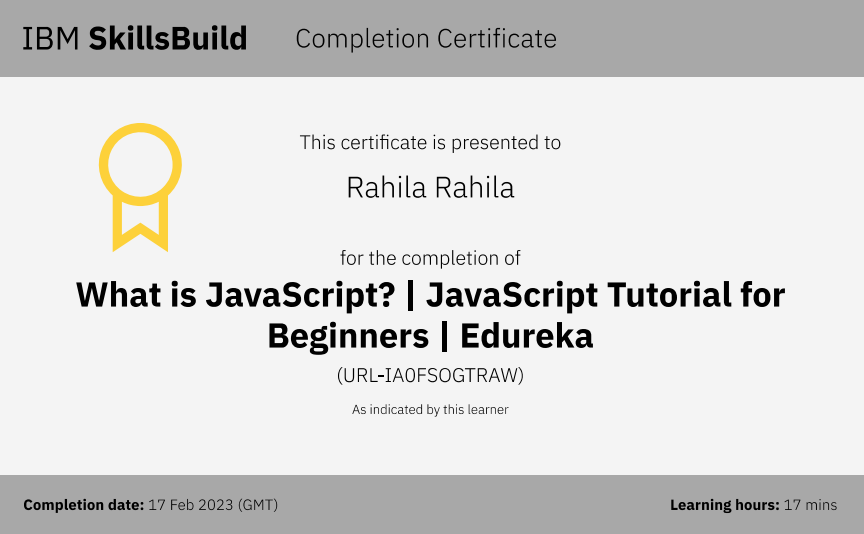 IBM SkillsBuild Completion Certificate
This certificate is presented to
Rahila Rahila
for the completion of
What is JavaScript? | JavaScript Tutorial for
Beginners | Edureka
(URL-IA0FSOGTRAW)
As indicated by this learner
Completion date: 17 Feb 2023 (GMT)
Learning hours: 17 mins